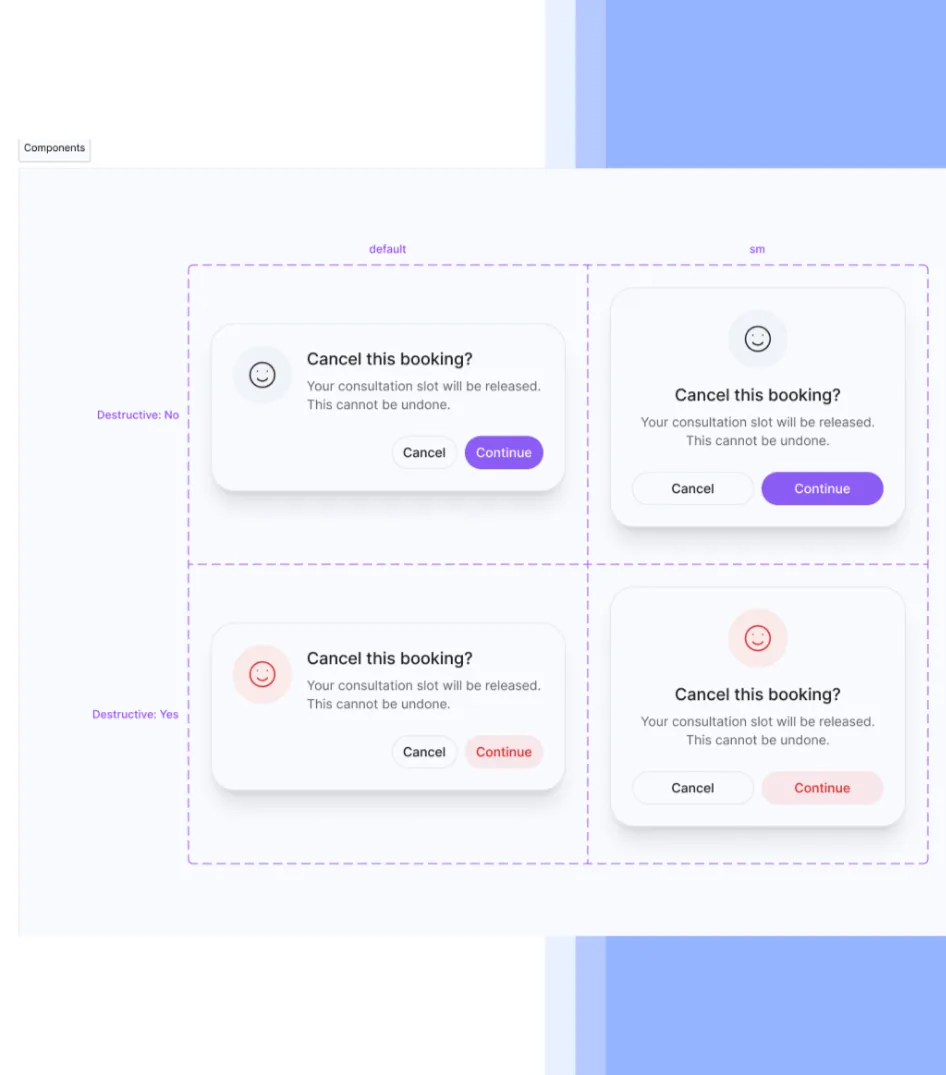 Components
default
sm
Destructive: No
Cancel this booking?
Your consultation slot will be released.
This cannot be undone.
Cancel
Continue
Cancel this booking?
Your consultation slot will be released.
This cannot be undone.
Cancel
Continue
Destructive: Yes
Cancel this booking?
Your consultation slot will be released.
This cannot be undone.
Cancel
Continue
Cancel this booking?
Your consultation slot will be released.
This cannot be undone.
Cancel
Continue